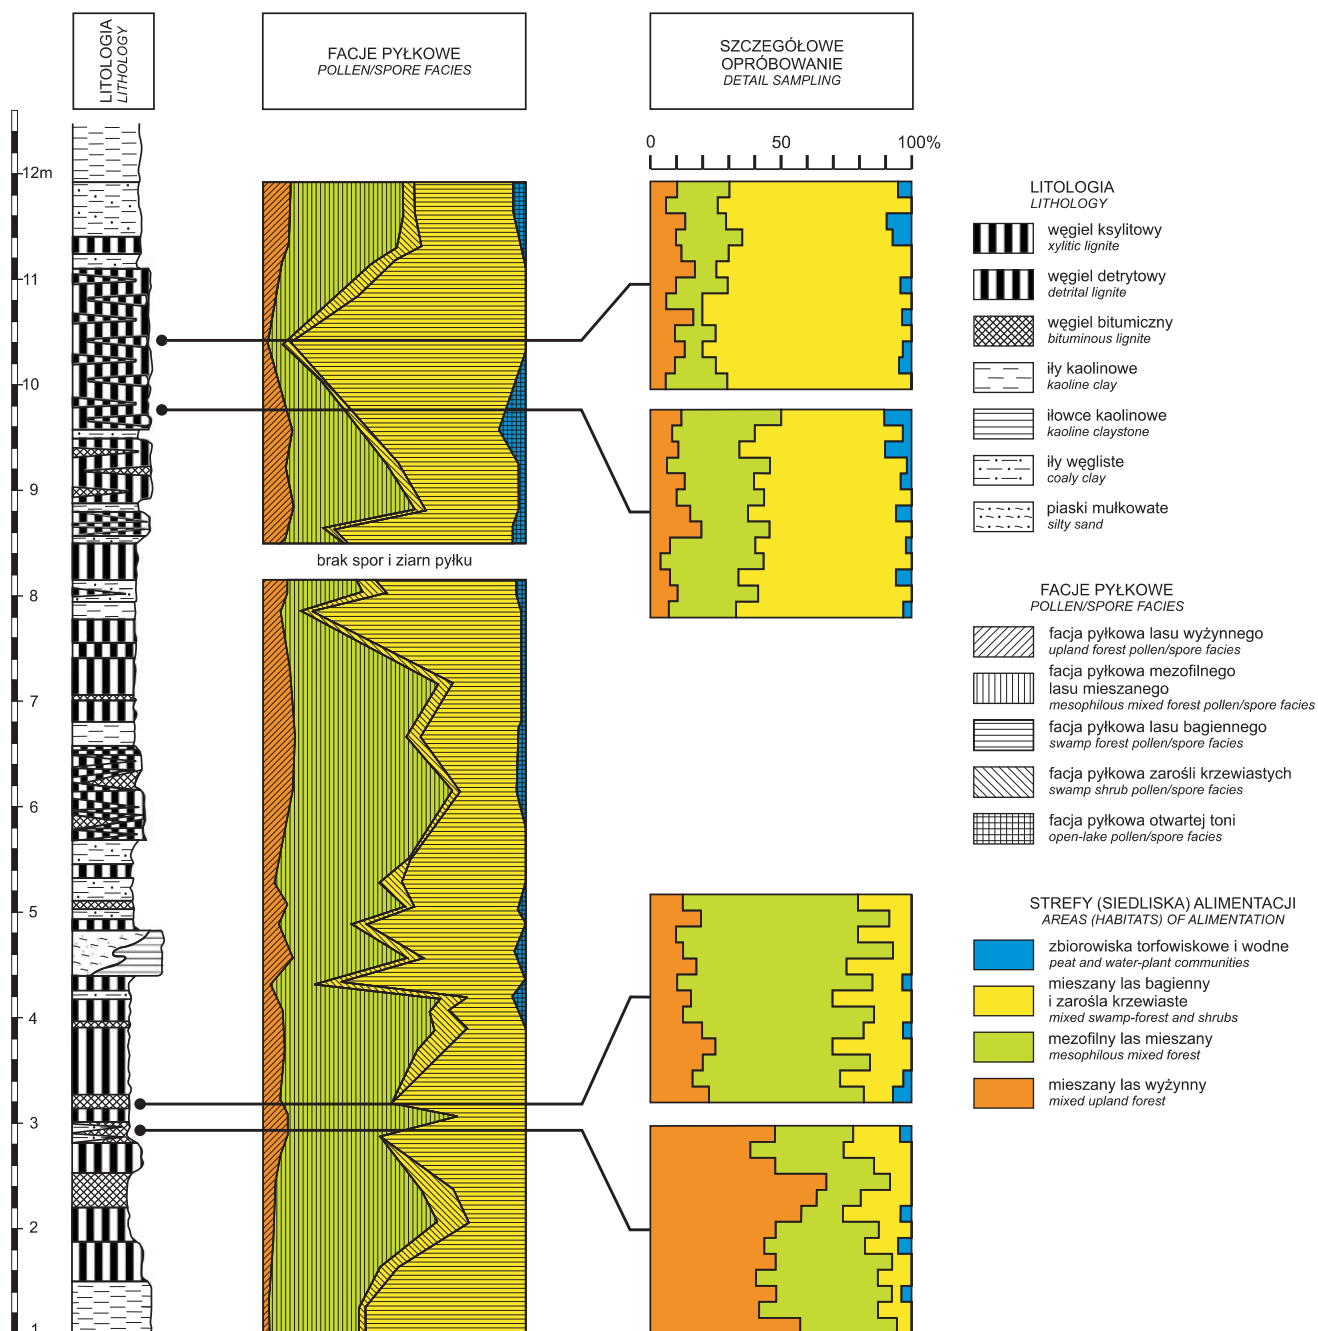 LITOLOGIA
LITHOLOGY
FACJE PYŁKOWE
POLLEN/SPORE FACIES
SZCZEGÓŁOWE
OPRÓBOWANIE
DETAIL SAMPLING
0 50 100%
12m
11
10
9
8
7
6
5
4
3
2
1
brak spor i ziarn pyłku
LITOLOGIA
LITHOLOGY
węgiel ksylitowy
xylitic lignite
węgiel detrytowy
detrital lignite
węgiel bitumiczny
bituminous lignite
iły kaolinowe
kaoline clay
iłowce kaolinowe
kaoline claystone
iły węgliste
coaly clay
piaski mułkowate
silty sand
FACJE PYŁKOWE
POLLEN/SPORE FACIES
facja pyłkowa lasu wyżynnego
upland forest pollen/spore facies
facja pyłkowa mezofilnego
lasu mieszanego
mesophilous mixed forest pollen/spore facies
facja pyłkowa lasu bagiennego
swamp forest pollen/spore facies
facja pyłkowa zarośli krzewiastych
swamp shrub pollen/spore facies
facja pyłkowa otwartej toni
open-lake pollen/spore facies
STREFY (SIEDLISKA) ALIMENTACJI
AREAS (HABITATS) OF ALIMENTATION
zbiorowiska torfowiskowe i wodne
peat and water-plant communities
mieszany las bagienny
i zarośla krzewiaste
mixed swamp-forest and shrubs
mezofilny las mieszany
mesophilous mixed forest
mieszany las wyżynny
mixed upland forest